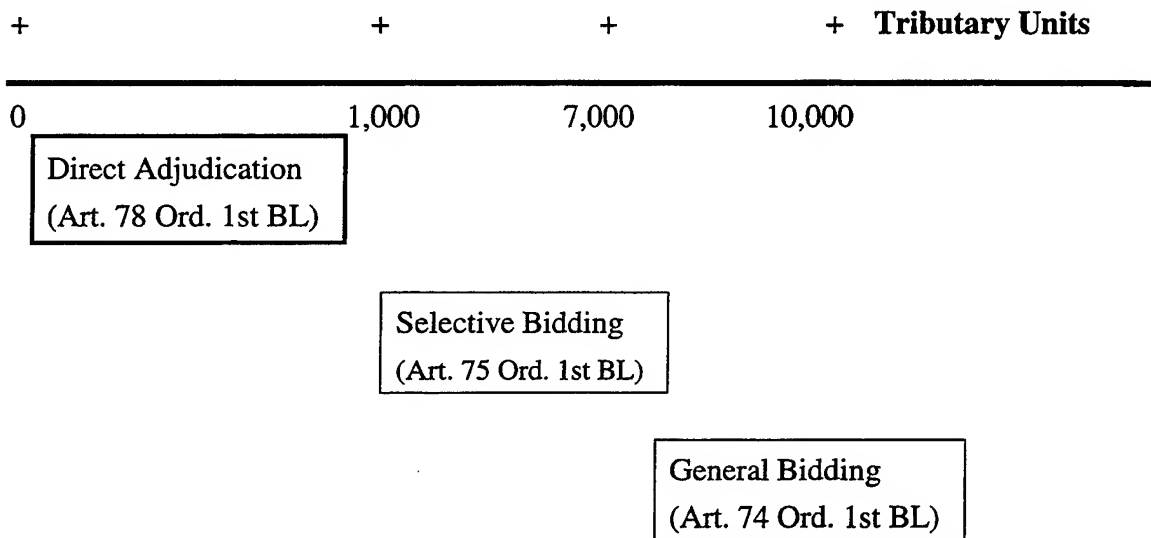 + + + + Tributary Units
0 1,000 7,000 10,000
Direct Adjudication
(Art. 78 Ord. 1st BL)
Selective Bidding
(Art. 75 Ord. 1st BL)
General Bidding
(Art. 74 Ord. 1st BL)